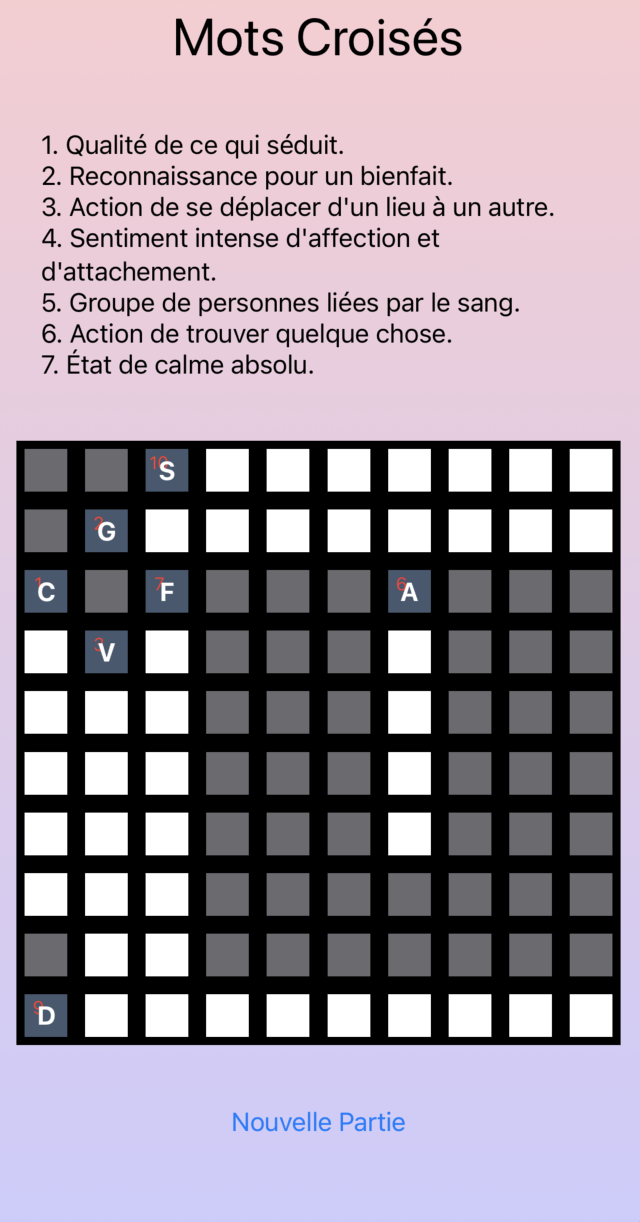 Mots Croisés
1. Qualité de ce qui séduit.
2. Reconnaissance pour un bienfait.
3. Action de se déplacer d'un lieu à un autre.
4. Sentiment intense d'affection et
d'attachement.
5. Groupe de personnes liées par le sang.
6. Action de trouver quelque chose.
7. État de calme absolu.
10 S
2 G
1 C 7 F 6 A
3 V
9 D
Nouvelle Partie